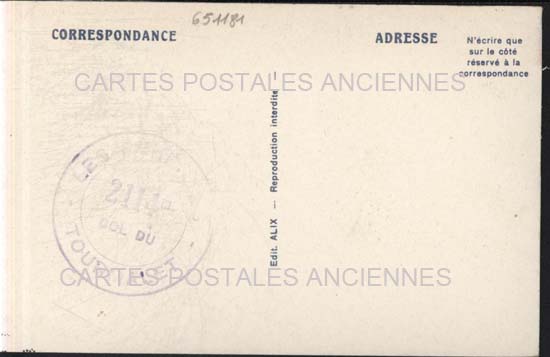 651181
CORRESPONDANCE
ADRESSE
N'écrire que
sur le côté
réservé à la
correspondance
CARTES POSTALES ANCIENNES
Edit. ALIX — Reproduction interdite —
COL DU
CARTES POSTALES ANCIENNES